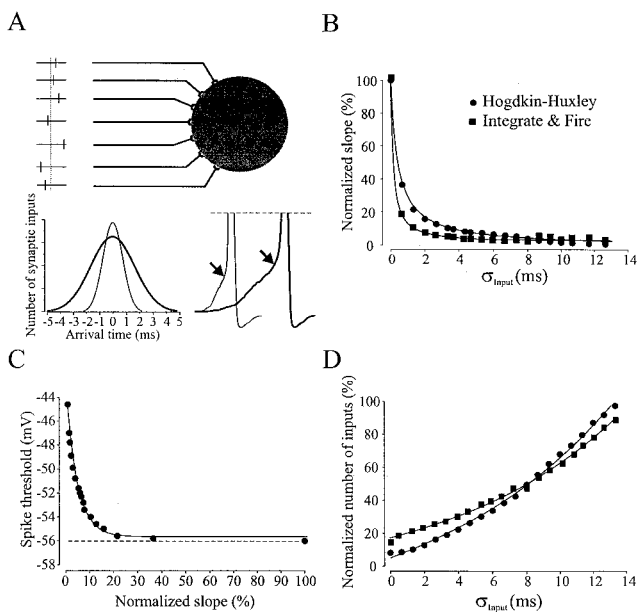 A
Number of synaptic inputs
-5 -4 -3 -2 -1 0 1 2 3 4 5
Arrival time (ms)
B
Normalized slope (%)
100
80
60
40
20
0
Hogdkin-Huxley
Integrate & Fire
0 2 4 6 8 10 12 14
σInput (ms)
C
Spike threshold (mV)
-44
-46
-48
-50
-52
-54
-56
-58
0 10 20 30 40 50 60 70 80 90 100
Normalized slope (%)
D
Normalized number of inputs (%)
100
80
60
40
20
0
0 2 4 6 8 10 12 14
σInput (ms)